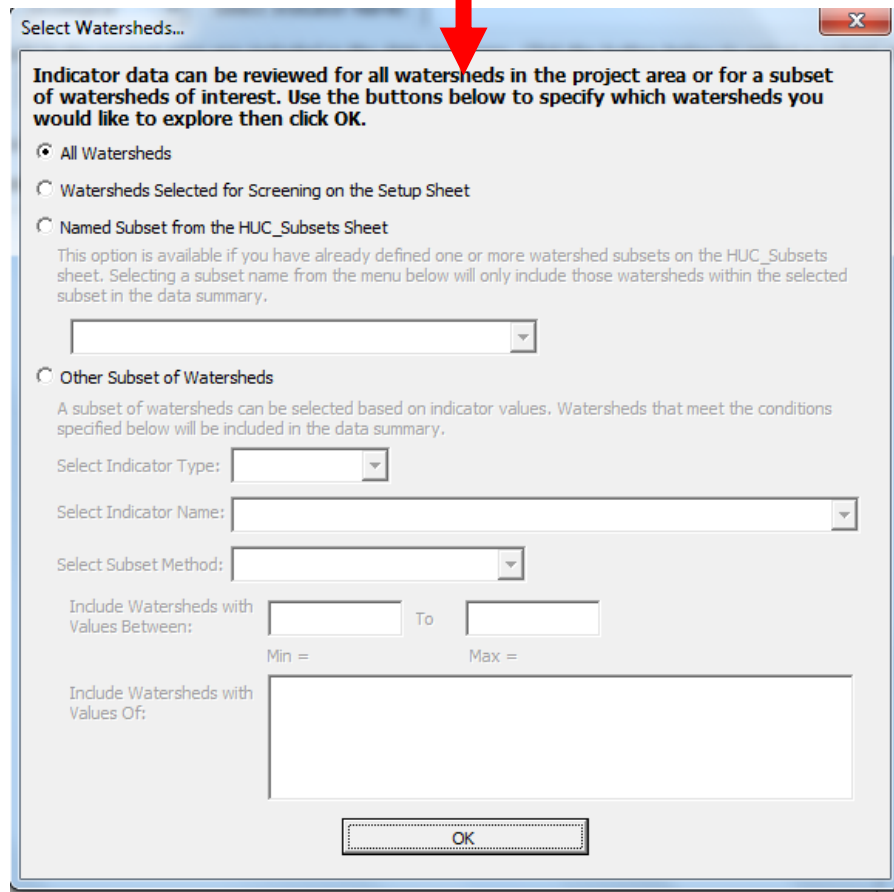 Select Watersheds...
Indicator data can be reviewed for all watersheds in the project area or for a subset
of watersheds of interest. Use the buttons below to specify which watersheds you
would like to explore then click OK.
All Watersheds
Watersheds Selected for Screening on the Setup Sheet
Named Subset from the HUC_Subsets Sheet
This option is available if you have already defined one or more watershed subsets on the HUC_Subsets
sheet. Selecting a subset name from the menu below will only include those watersheds within the selected
subset in the data summary.
Other Subset of Watersheds
A subset of watersheds can be selected based on indicator values. Watersheds that meet the conditions
specified below will be included in the data summary.
Select Indicator Type:
Select Indicator Name:
Select Subset Method:
Include Watersheds with
Values Between:
To
Min =
Max =
Include Watersheds with
Values Of:
OK